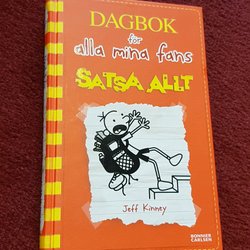 DAGBOK
för
alla mina fans
SATSA ALLT
Jeff Kinney
BONNIER
CARLSEN